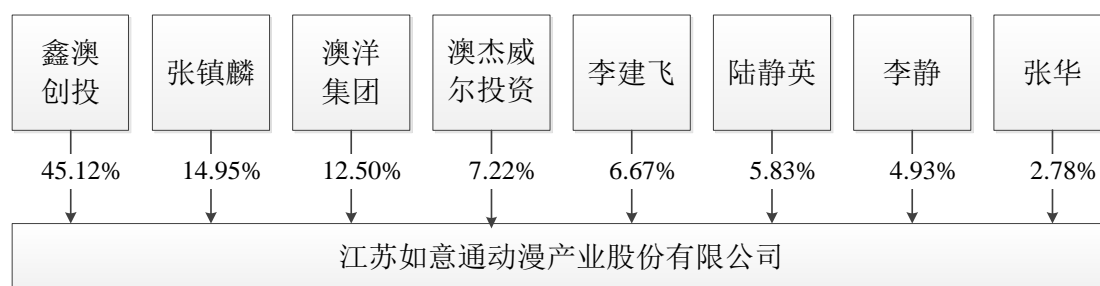 鑫澳
创投
张镇麟
澳洋
集团
澳杰威
尔投资
李建飞
陆静英
李静
张华
45.12%
14.95%
12.50%
7.22%
6.67%
5.83%
4.93%
2.78%
江苏如意通动漫产业股份有限公司